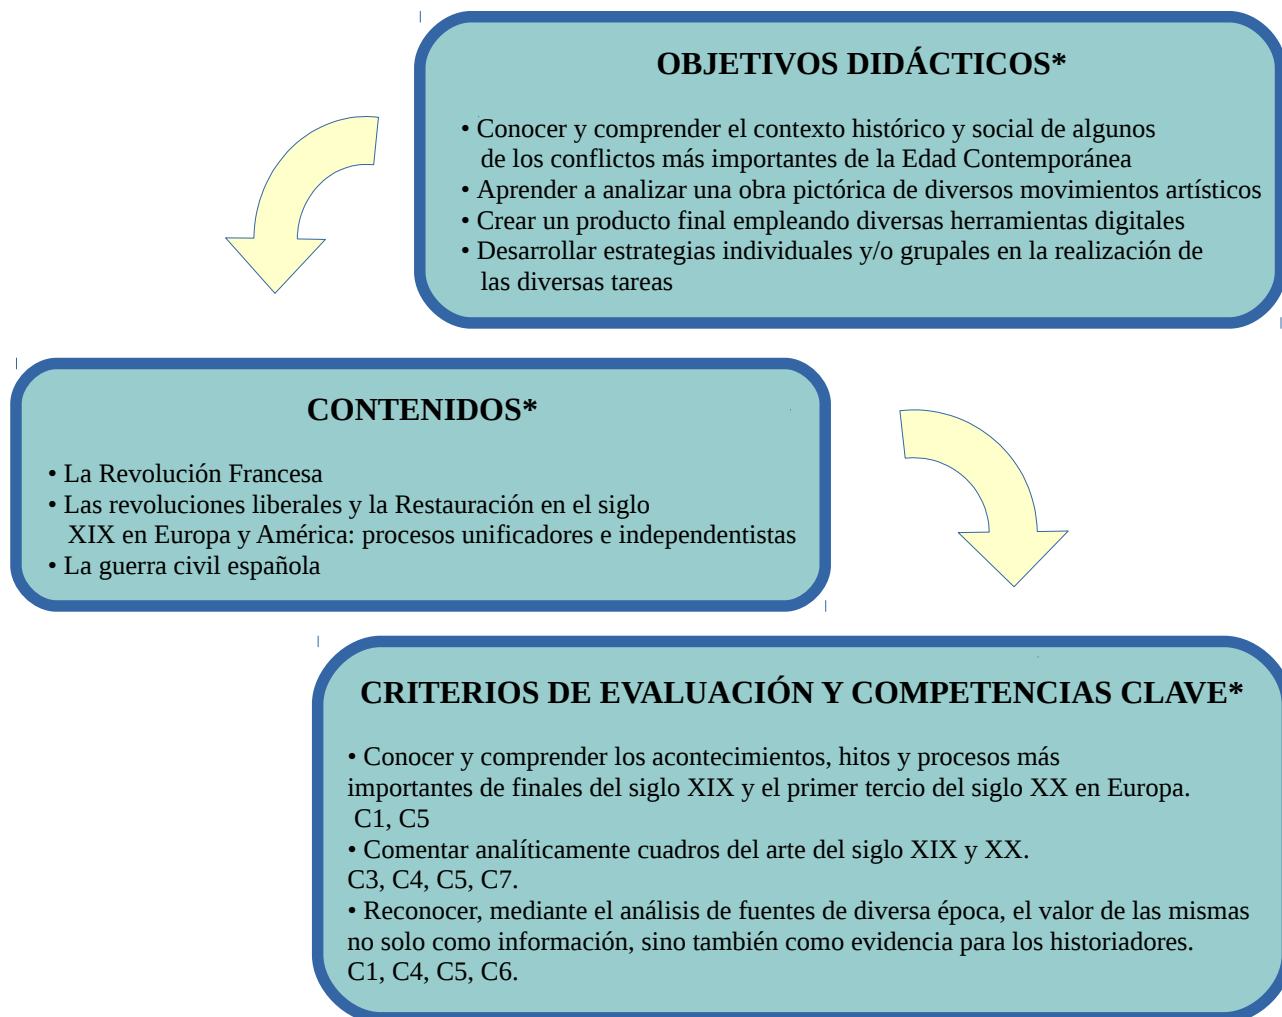 OBJETIVOS DIDÁCTICOS*
• Conocer y comprender el contexto histórico y social de algunos
de los conflictos más importantes de la Edad Contemporánea
• Aprender a analizar una obra pictórica de diversos movimientos artísticos
• Crear un producto final empleando diversas herramientas digitales
• Desarrollar estrategias individuales y/o grupales en la realización de
las diversas tareas
CONTENIDOS*
• La Revolución Francesa
• Las revoluciones liberales y la Restauración en el siglo
XIX en Europa y América: procesos unificadores e independentistas
• La guerra civil española
CRITERIOS DE EVALUACIÓN Y COMPETENCIAS CLAVE*
• Conocer y comprender los acontecimientos, hitos y procesos más
importantes de finales del siglo XIX y el primer tercio del siglo XX en Europa.
C1, C5
• Comentar analíticamente cuadros del arte del siglo XIX y XX.
C3, C4, C5, C7.
• Reconocer, mediante el análisis de fuentes de diversa época, el valor de las mismas
no solo como información, sino también como evidencia para los historiadores.
C1, C4, C5, C6.